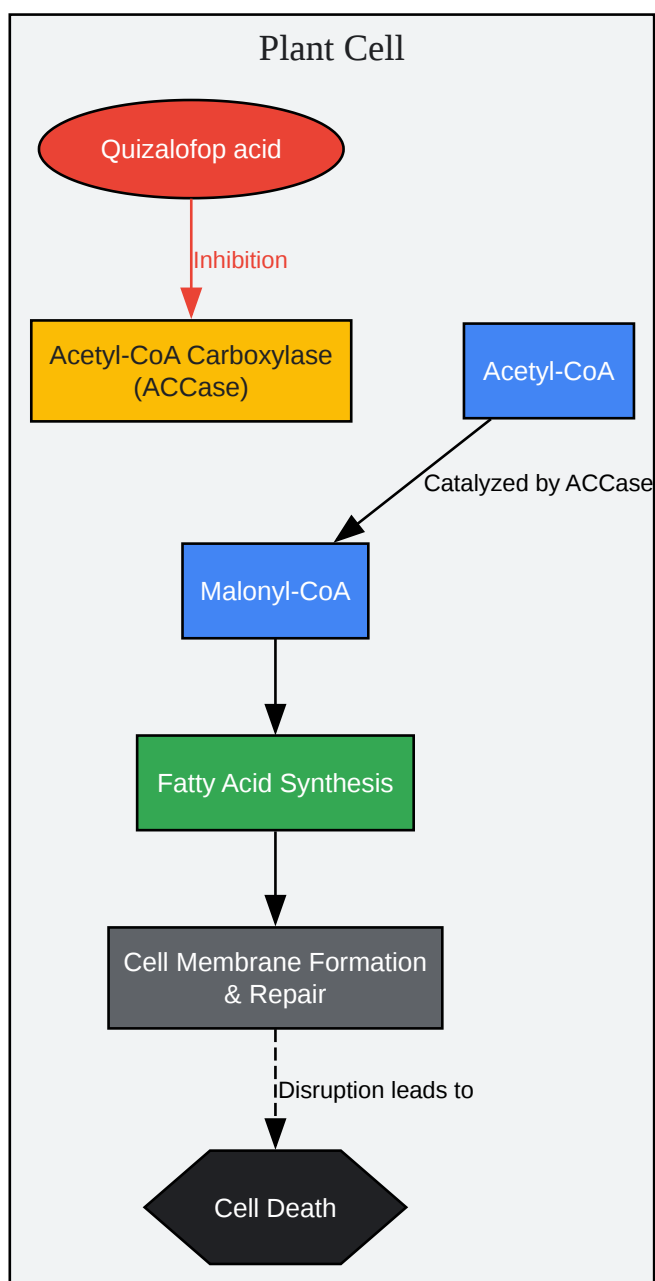 Plant Cell
Quizalofop acid
Inhibition
Acetyl-CoA Carboxylase
(ACCase)
Acetyl-CoA
Catalyzed by ACCase
Malonyl-CoA
Fatty Acid Synthesis
Cell Membrane Formation
& Repair
Disruption leads to
Cell Death